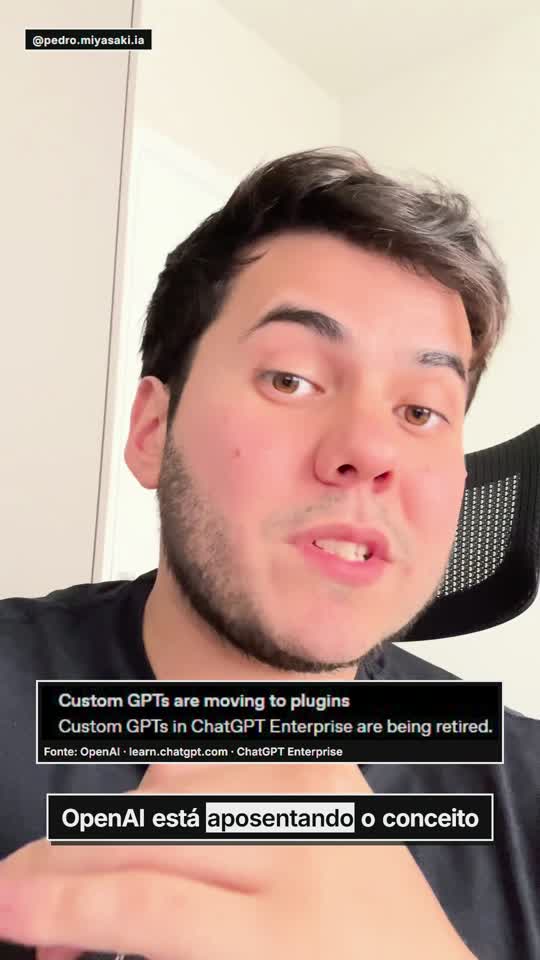 @pedro.miyasaki.ia
Custom GPTs are moving to plugins
Custom GPTs in ChatGPT Enterprise are being retired.
Fonte: OpenAI · learn.chatgpt.com · ChatGPT Enterprise
OpenAI está aposentando o conceito